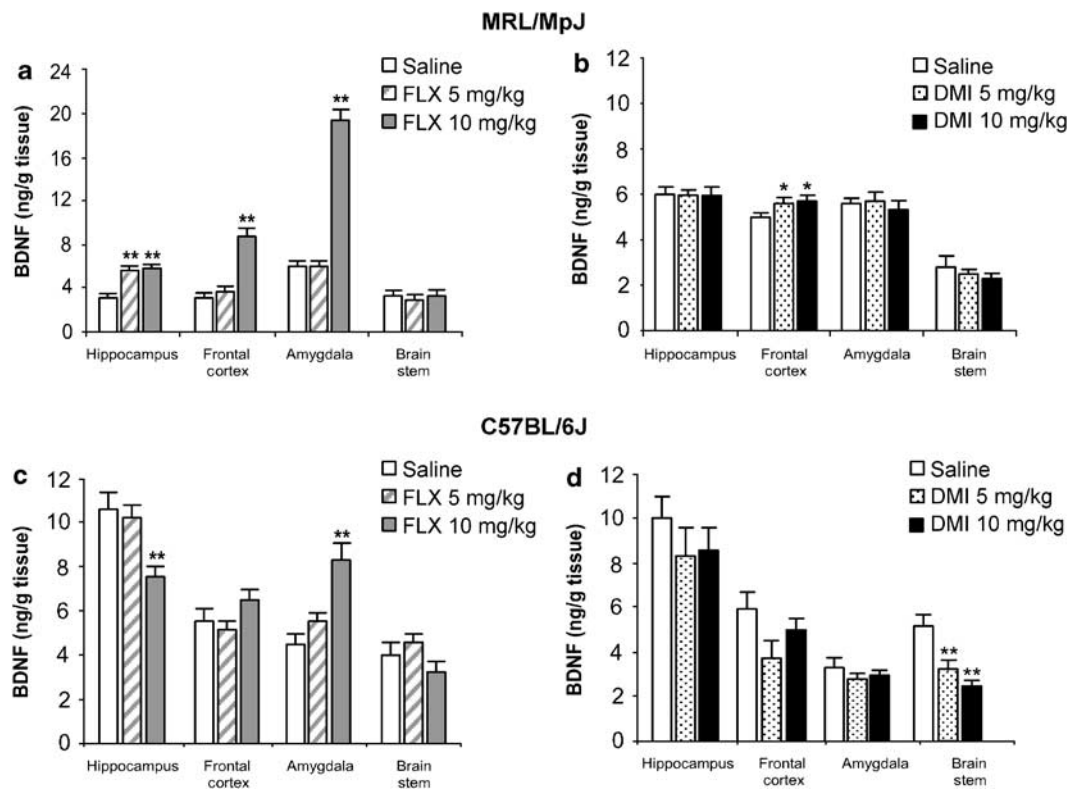 MRL/MpJ
a
BDNF (ng/g tissue)
24
20
16
12
8
4
0
Saline
FLX 5 mg/kg
FLX 10 mg/kg
** **
**
**
Hippocampus
Frontal
cortex
Amygdala
Brain
stem
b
BDNF (ng/g tissue)
12
10
8
6
4
2
0
Saline
DMI 5 mg/kg
DMI 10 mg/kg
* *
Hippocampus
Frontal
cortex
Amygdala
Brain
stem
C57BL/6J
c
BDNF (ng/g tissue)
12
10
8
6
4
2
0
Saline
FLX 5 mg/kg
FLX 10 mg/kg
**
**
Hippocampus
Frontal
cortex
Amygdala
Brain
stem
d
BDNF (ng/g tissue)
12
10
8
6
4
2
0
Saline
DMI 5 mg/kg
DMI 10 mg/kg
**
**
Hippocampus
Frontal
cortex
Amygdala
Brain
stem